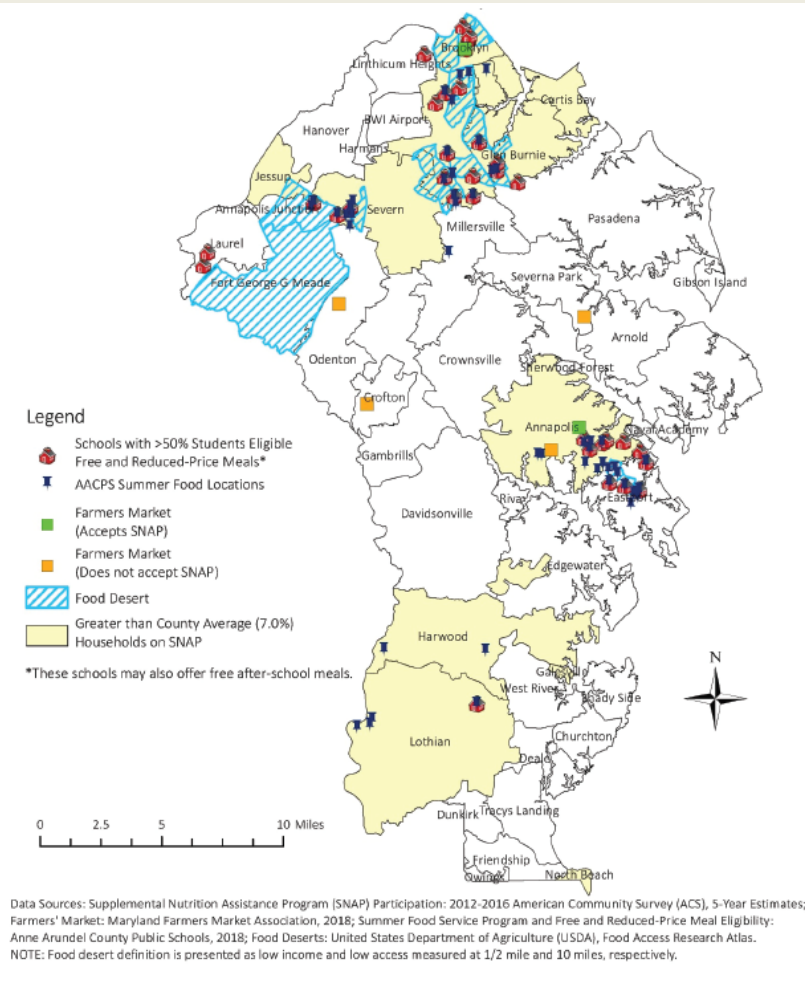 Brooklyn
Linthicum Heights
Curtis Bay
BWI Airport
Hanover
Harmans
Glen Burnie
Jessup
Annapolis Junction
Severn
Pasadena
Millersville
Laurel
Severna Park
Fort George G Meade
Gibson Island
Arnold
Odenton
Crownsville
Sherwood Forest
Crofton
Legend
Annapolis
Naval Academy
Schools with >50% Students Eligible
Free and Reduced-Price Meals*
Gambrills
AACPS Summer Food Locations
Riva
Eastport
Farmers Market
(Accepts SNAP)
Davidsonville
Farmers Market
(Does not accept SNAP)
Edgewater
Food Desert
Greater than County Average (7.0%)
Households on SNAP
Harwood
*These schools may also offer free after-school meals.
N
Galesville
West River
Shady Side
Churchton
Lothian
Deale
0 2.5 5 10 Miles
Dunkirk
Tracys Landing
Friendship
Owings
North Beach
Data Sources: Supplemental Nutrition Assistance Program (SNAP) Participation: 2012-2016 American Community Survey (ACS), 5-Year Estimates;
Farmers' Market: Maryland Farmers Market Association, 2018; Summer Food Service Program and Free and Reduced-Price Meal Eligibility:
Anne Arundel County Public Schools, 2018; Food Deserts: United States Department of Agriculture (USDA), Food Access Research Atlas.
NOTE: Food desert definition is presented as low income and low access measured at 1/2 mile and 10 miles, respectively.